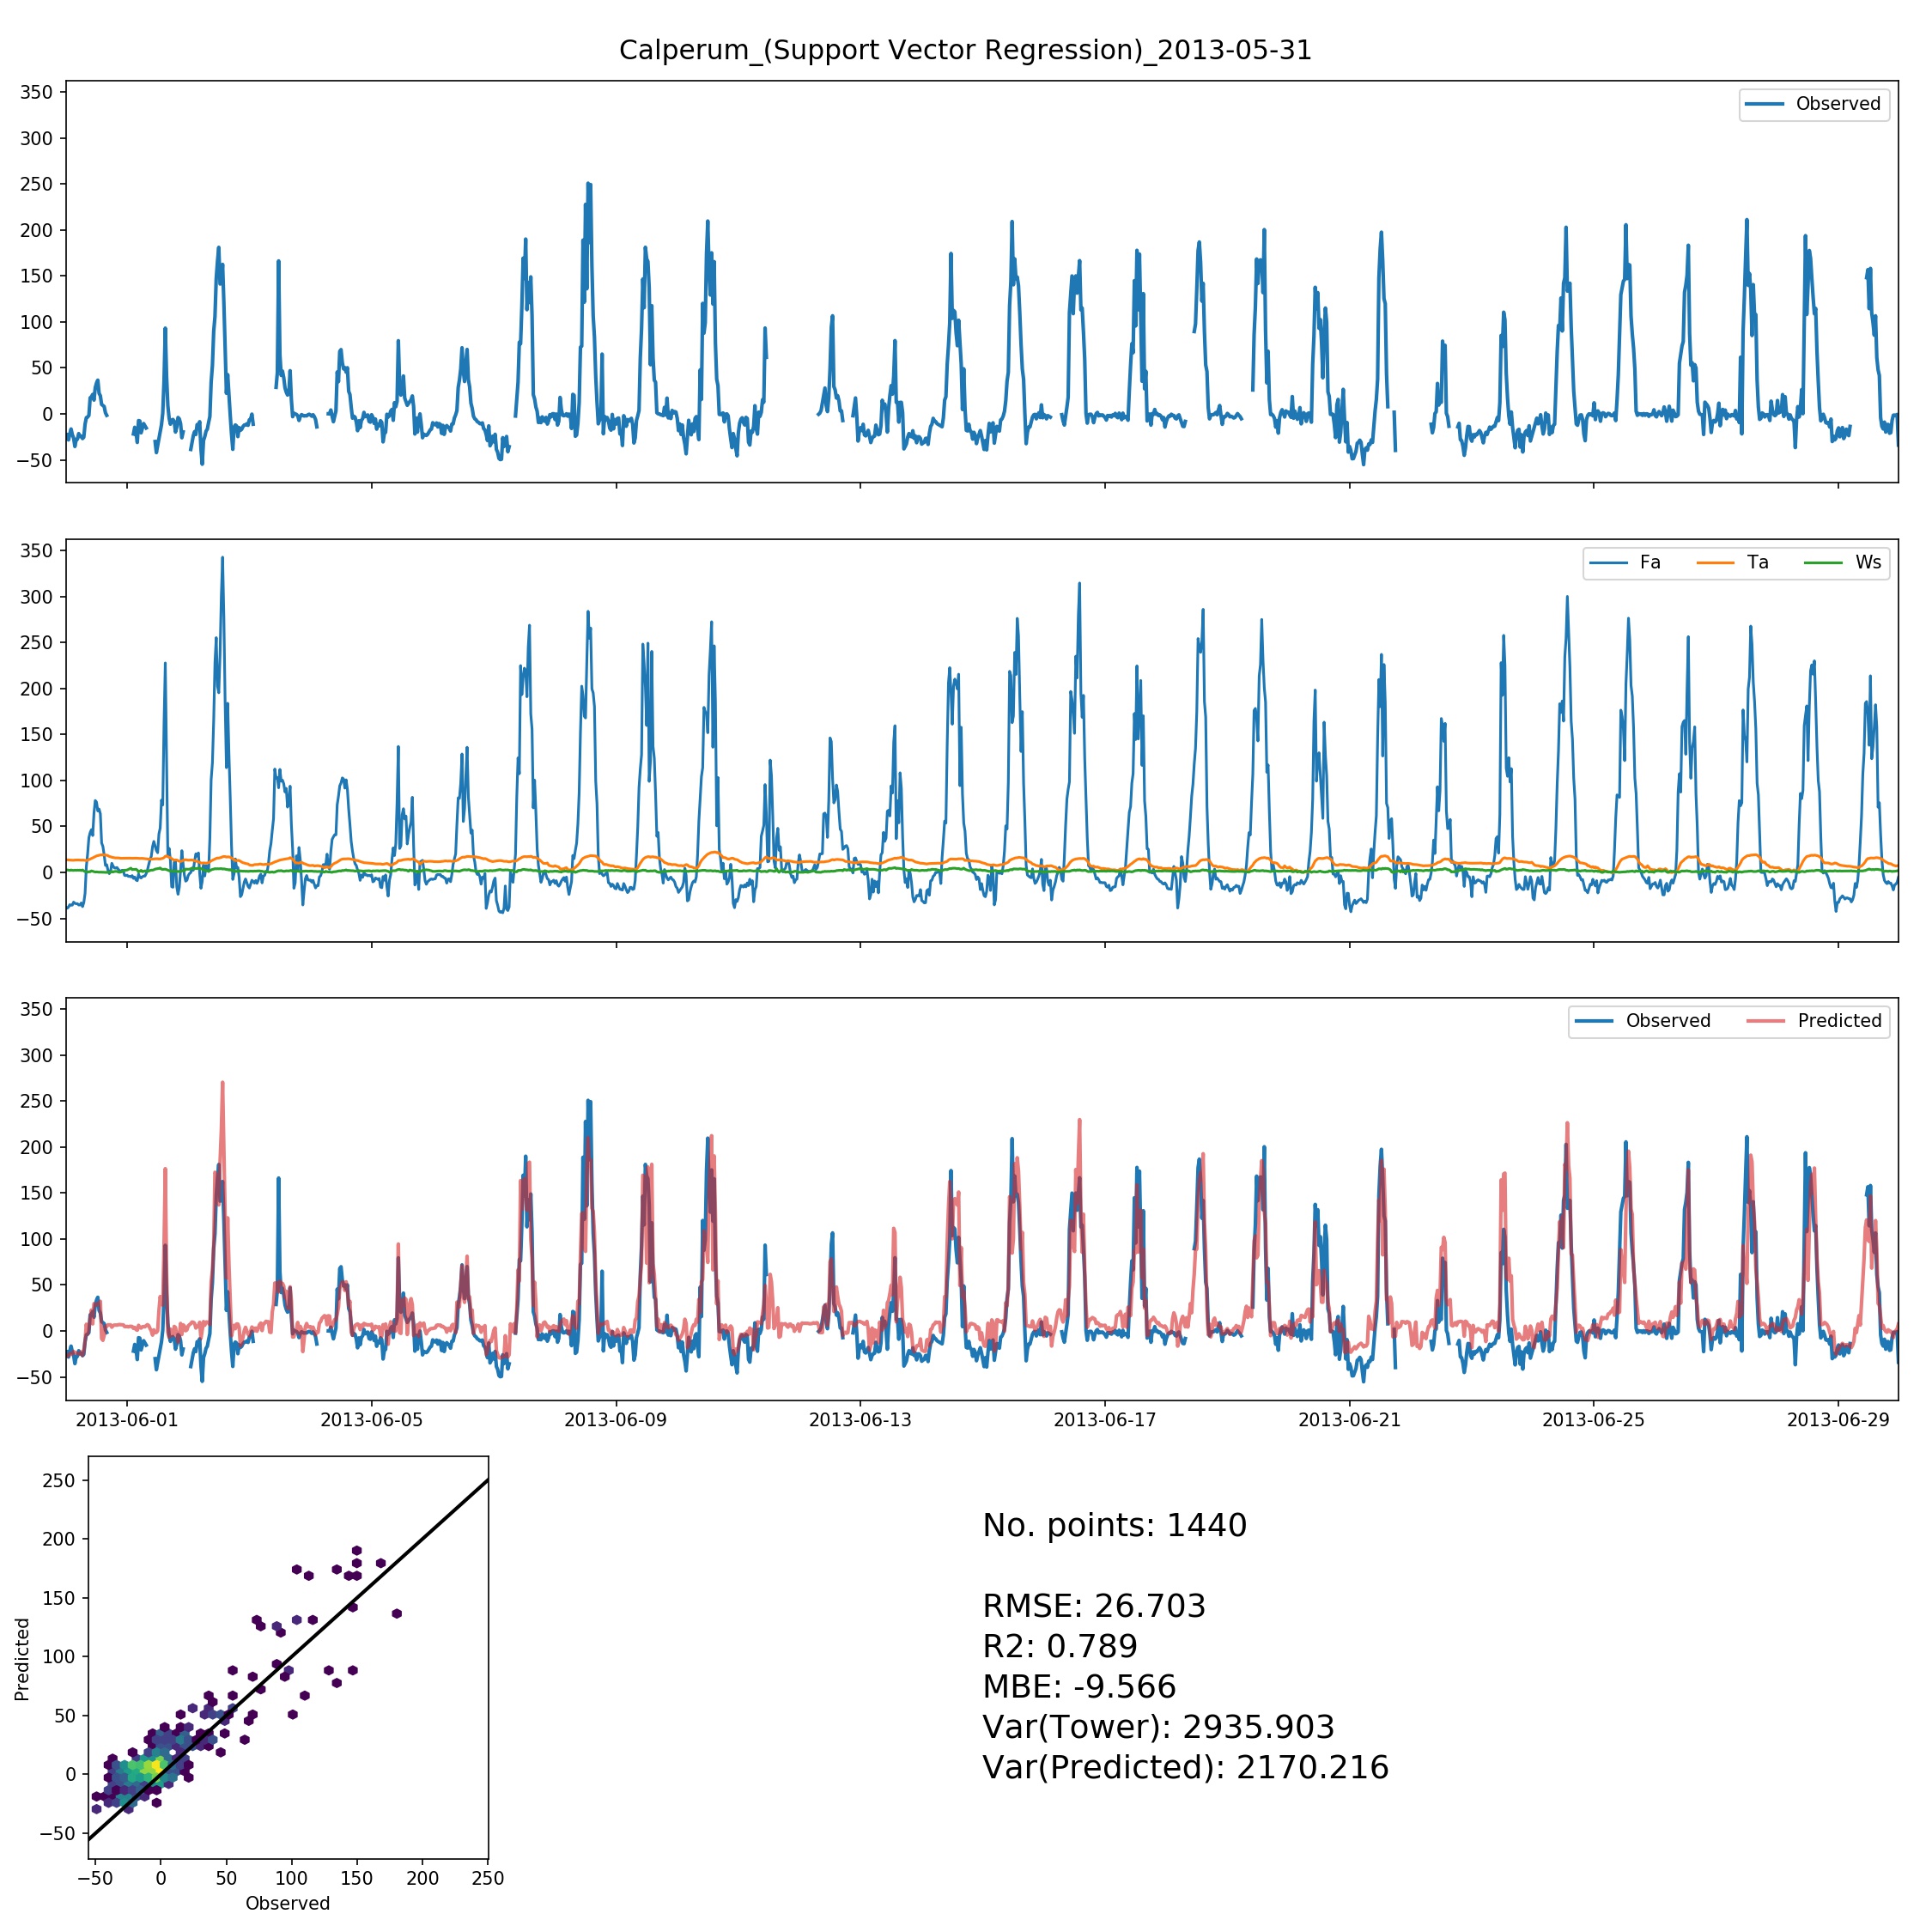 Calperum_(Support Vector Regression)_2013-05-31
350
300
250
200
150
100
50
0
−50
Observed
350
300
250
200
150
100
50
0
−50
Fa Ta Ws
350
300
250
200
150
100
50
0
−50
Observed Predicted
2013-06-01 2013-06-05 2013-06-09 2013-06-13 2013-06-17 2013-06-21 2013-06-25 2013-06-29
250
200
150
100
50
0
−50
Predicted
−50 0 50 100 150 200 250
Observed
No. points: 1440
RMSE: 26.703
R2: 0.789
MBE: -9.566
Var(Tower): 2935.903
Var(Predicted): 2170.216